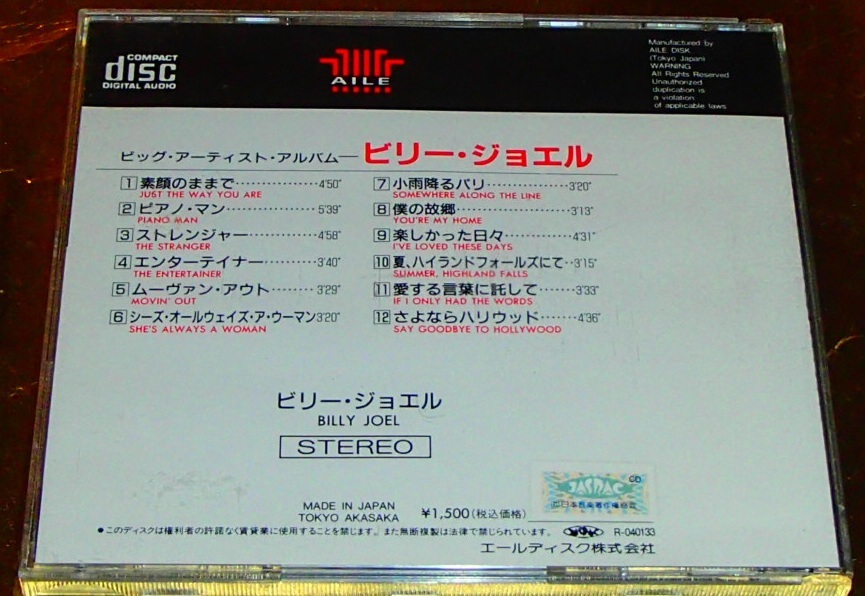 COMPACT
disc
DIGITAL AUDIO
AILE
Manufactured by
AILE DISK
(Tokyo Japan)
WARNING
All Rights Reserved
Unauthorized
duplication is
a violation
of applicable laws
ビッグ・アーティスト・アルバム—ビリー・ジョエル
1 素顔のままで················4'50"
JUST THE WAY YOU ARE
2 ピアノ・マン················5'39"
PIANO MAN
3 ストレンジャー············4'58"
THE STRANGER
4 エンターテイナー··········3'40"
THE ENTERTAINER
5 ムーヴァン・アウト········3'29"
MOVIN' OUT
6 シーズ・オールウェイズ・ア・ウーマン3'20"
SHE'S ALWAYS A WOMAN
7 小雨降るパリ···············3'20"
SOMEWHERE ALONG THE LINE
8 僕の故郷·····················3'13"
YOU'RE MY HOME
9 楽しかった日々·············4'31"
I'VE LOVED THESE DAYS
10 夏、ハイランドフォールズにて··3'15"
SUMMER, HIGHLAND FALLS
11 愛する言葉に託して·······3'33"
IF I ONLY HAD THE WORDS
12 さよならハリウッド·······4'36"
SAY GOODBYE TO HOLLYWOOD
ビリー・ジョエル
BILLY JOEL
STEREO
CD
JASRAC
MADE IN JAPAN
TOKYO AKASAKA
¥1,500(税込価格)
●このディスクは権利者の許諾なく賃貸業に使用することを禁じます。また無断複製は法律で禁じられています。
R-040133
エールディスク株式会社